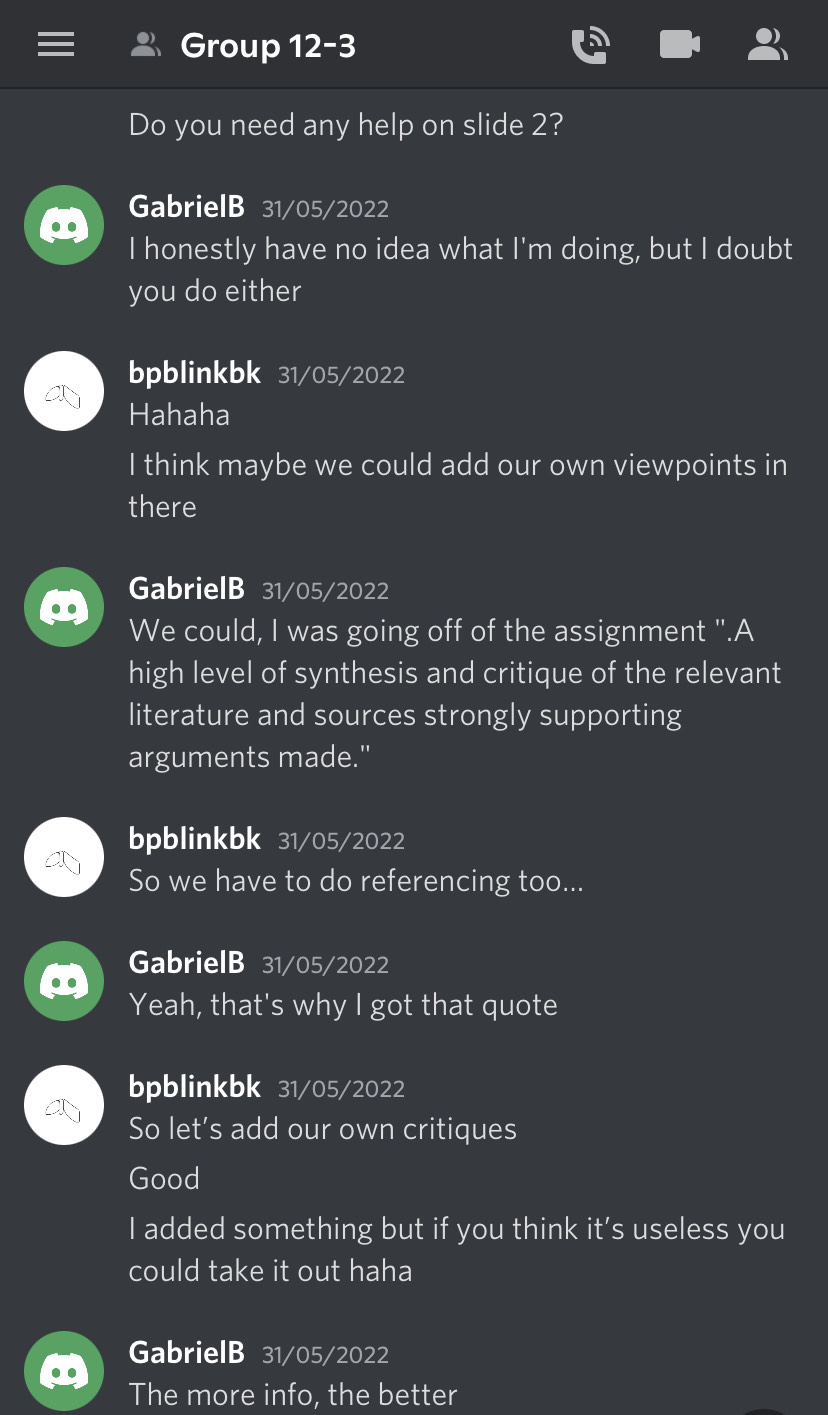 Group 12-3
Do you need any help on slide 2?
GabrielB 31/05/2022
I honestly have no idea what I'm doing, but I doubt
you do either
bpblinkbk 31/05/2022
Hahaha
I think maybe we could add our own viewpoints in
there
GabrielB 31/05/2022
We could, I was going off of the assignment ".A
high level of synthesis and critique of the relevant
literature and sources strongly supporting
arguments made."
bpblinkbk 31/05/2022
So we have to do referencing too...
GabrielB 31/05/2022
Yeah, that's why I got that quote
bpblinkbk 31/05/2022
So let’s add our own critiques
Good
I added something but if you think it’s useless you
could take it out haha
GabrielB 31/05/2022
The more info, the better